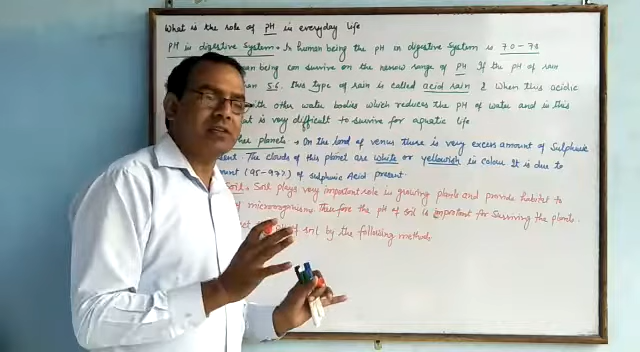 What is the role of pH in everyday life
PH in digestive system - In human being the pH in digestive system is 7.0 - 7.8
being can survive on the narrow range of PH If the pH of rain
5.6. this type of rain is called acid rain & When this acidic
with other water bodies which reduces the PH of water and in this
it is very difficult to survive for aquatic life
planets - On the land of venus there is very excess amount of Sulphuric
The clouds of this planet are white or yellowish in colour. It is due to
(95-97%) of sulphuric Acid present.
Soil. Soil plays very important role in growing plants and provide habitat to
of microorganisms. Therefore the pH of soil is important for surviving the plants.
of soil by the following methods